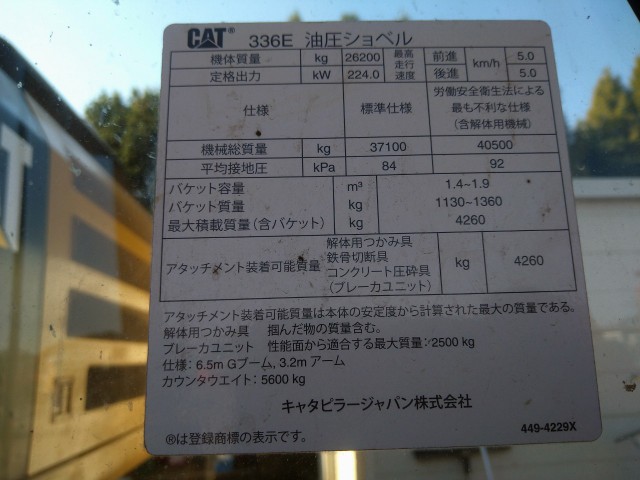 CAT® 336E 油圧ショベル
機体質量 kg 26200 最高走行速度 前進 km/h 5.0
定格出力 kW 224.0 後進 5.0
仕様 標準仕様 労働安全衛生法による最も不利な仕様(含解体用機械)
機械総質量 kg 37100 40500
平均接地圧 kPa 84 92
バケット容量 m³ 1.4~1.9
バケット質量 kg 1130~1360
最大積載質量(含バケット) kg 4260
アタッチメント装着可能質量 解体用つかみ具 鉄骨切断具 コンクリート圧砕具 (ブレーカユニット) kg 4260
アタッチメント装着可能質量は本体の安定度から計算された最大の質量である。
解体用つかみ具 掴んだ物の質量含む。
ブレーカユニット 性能面から適合する最大質量:2500 kg
仕様: 6.5m Gブーム, 3.2m アーム
カウンタウエイト: 5600 kg
キャタピラージャパン株式会社
®は登録商標の表示です。
449-4229X